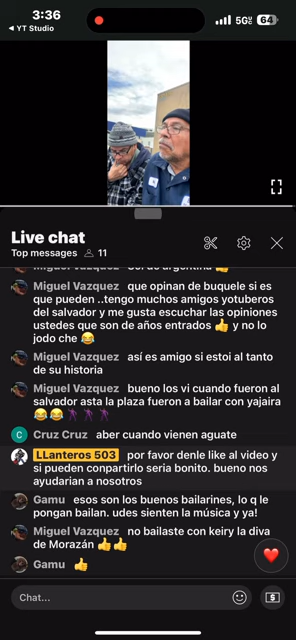 3:36
5G
64
◀ YT Studio
Live chat
Top messages 11
Miguel Vazquez
Miguel Vazquez que opinan de buquele si es
que pueden ..tengo muchos amigos yotuberos
del salvador y me gusta escuchar las opiniones
ustedes que son de años entrados 👍 y no lo
jodo che 😂
Miguel Vazquez así es amigo si estoi al tanto
de su historia
Miguel Vazquez bueno los vi cuando fueron al
salvador asta la plaza fueron a bailar con yajaira
😂😂🕺🕺🕺
C Cruz Cruz aber cuando vienen aguate
LLanteros 503 por favor denle like al video y
si pueden conpartirlo seria bonito. bueno nos
ayudarian a nosotros
Gamu esos son los buenos bailarines, lo q le
pongan bailan. udes sienten la música y ya!
Miguel Vazquez no bailaste con keiry la diva
de Morazán 👍👍
Gamu 👍
Chat...